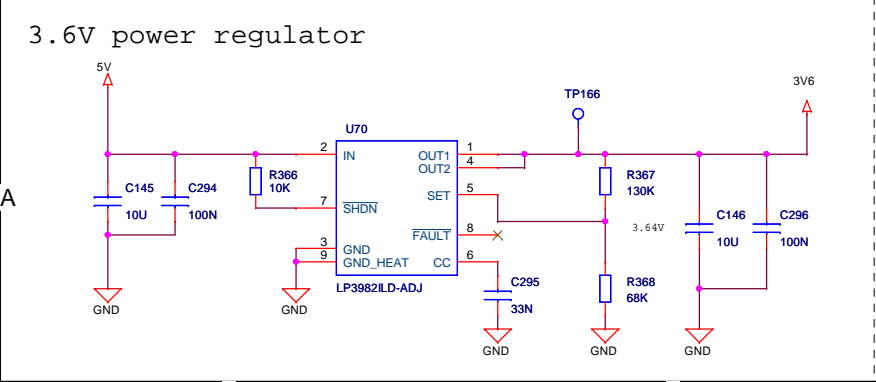 3.6V power regulator
5V
3V6
TP166
U70
2
IN
OUT1
1
OUT2
4
R366
10K
R367
130K
C145
10U
C294
100N
SET
5
7
SHDN
A
3.64V
C146
10U
C296
100N
FAULT
8
3
GND
9
GND_HEAT
CC
6
C295
33N
R368
68K
LP3982ILD-ADJ
GND
GND
GND
GND
GND